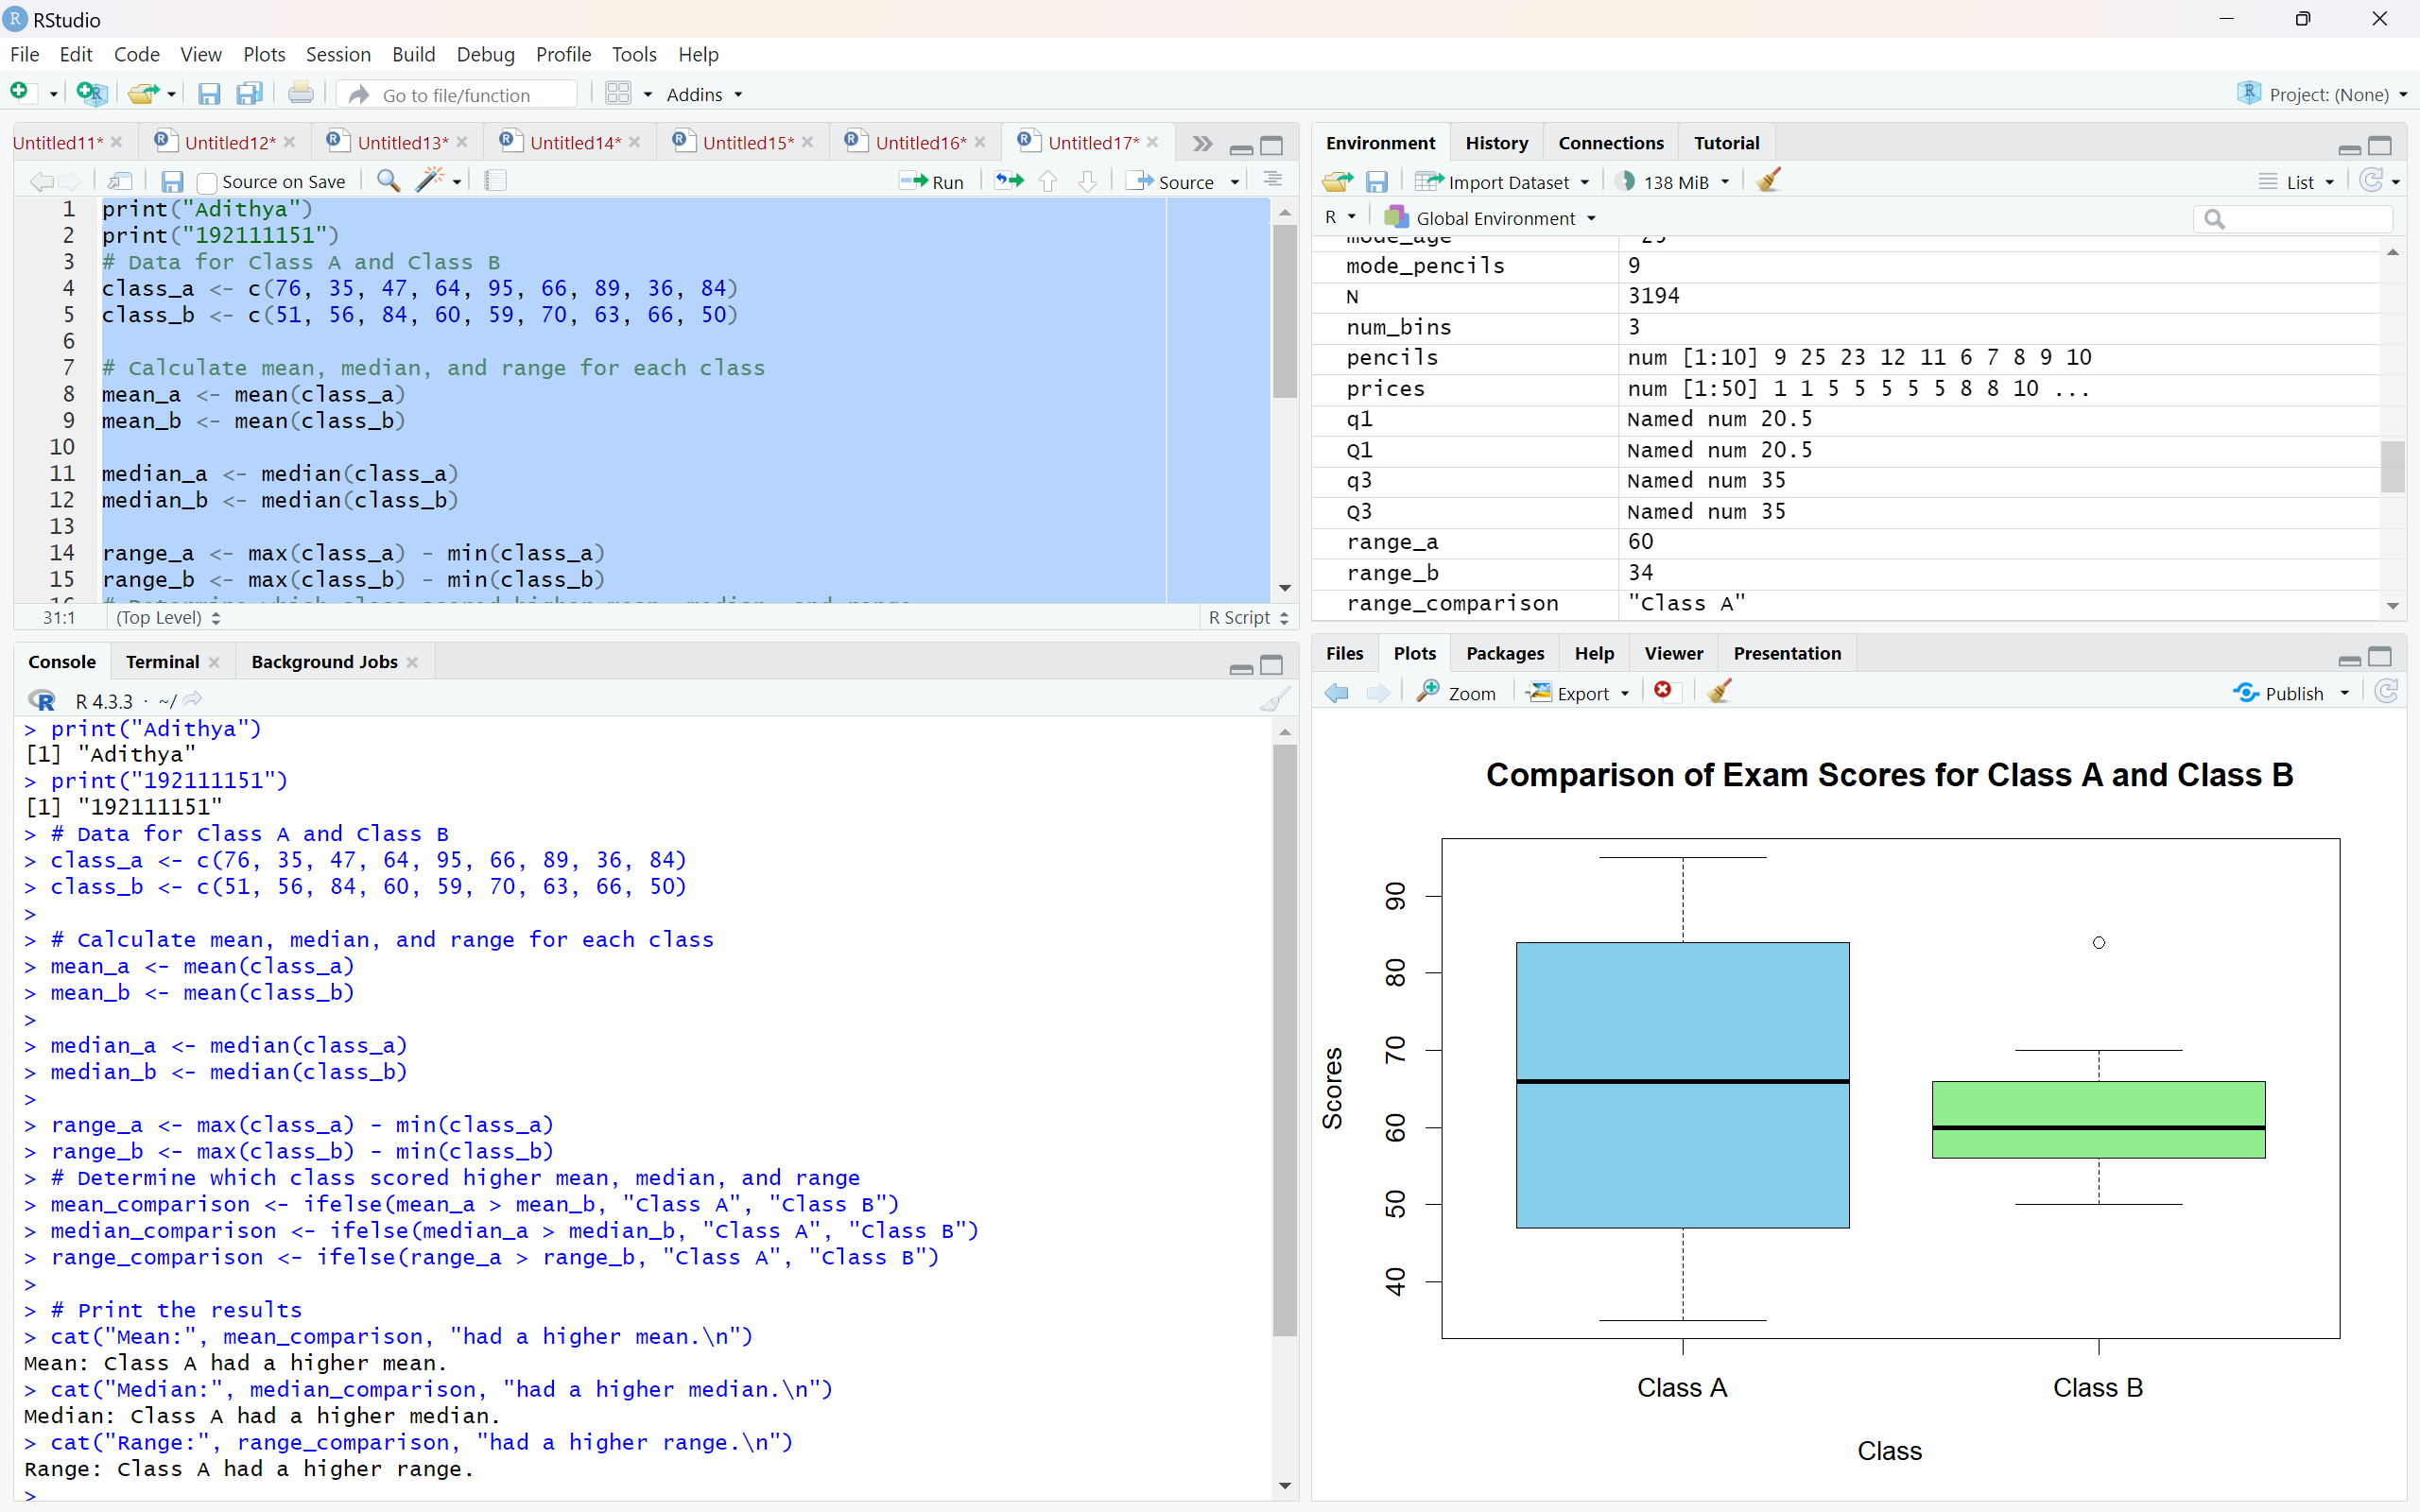 RStudio
File Edit Code View Plots Session Build Debug Profile Tools Help
Go to file/function Addins Project: (None)
Untitled11* Untitled12* Untitled13* Untitled14* Untitled15* Untitled16* Untitled17*
Source on Save Run Source
1 print("Adithya")
2 print("192111151")
3 # Data for Class A and Class B
4 class_a <- c(76, 35, 47, 64, 95, 66, 89, 36, 84)
5 class_b <- c(51, 56, 84, 60, 59, 70, 63, 66, 50)
6
7 # Calculate mean, median, and range for each class
8 mean_a <- mean(class_a)
9 mean_b <- mean(class_b)
10
11 median_a <- median(class_a)
12 median_b <- median(class_b)
13
14 range_a <- max(class_a) - min(class_a)
15 range_b <- max(class_b) - min(class_b)
16 # Determine which class scored higher mean, median, and range
31:1 (Top Level) R Script
Console Terminal Background Jobs
R 4.3.3 · ~/
> print("Adithya")
[1] "Adithya"
> print("192111151")
[1] "192111151"
> # Data for Class A and Class B
> class_a <- c(76, 35, 47, 64, 95, 66, 89, 36, 84)
> class_b <- c(51, 56, 84, 60, 59, 70, 63, 66, 50)
>
> # Calculate mean, median, and range for each class
> mean_a <- mean(class_a)
> mean_b <- mean(class_b)
>
> median_a <- median(class_a)
> median_b <- median(class_b)
>
> range_a <- max(class_a) - min(class_a)
> range_b <- max(class_b) - min(class_b)
> # Determine which class scored higher mean, median, and range
> mean_comparison <- ifelse(mean_a > mean_b, "Class A", "Class B")
> median_comparison <- ifelse(median_a > median_b, "Class A", "Class B")
> range_comparison <- ifelse(range_a > range_b, "Class A", "Class B")
>
> # Print the results
> cat("Mean:", mean_comparison, "had a higher mean.\n")
Mean: Class A had a higher mean.
> cat("Median:", median_comparison, "had a higher median.\n")
Median: Class A had a higher median.
> cat("Range:", range_comparison, "had a higher range.\n")
Range: Class A had a higher range.
>
Environment History Connections Tutorial
Import Dataset 138 MiB List
R Global Environment
mode_age 25
mode_pencils 9
N 3194
num_bins 3
pencils num [1:10] 9 25 23 12 11 6 7 8 9 10
prices num [1:50] 1 1 5 5 5 5 5 8 8 10 ...
q1 Named num 20.5
Q1 Named num 20.5
q3 Named num 35
Q3 Named num 35
range_a 60
range_b 34
range_comparison "Class A"
Files Plots Packages Help Viewer Presentation
Zoom Export Publish
Comparison of Exam Scores for Class A and Class B
Scores
90
80
70
60
50
40
Class A Class B
Class